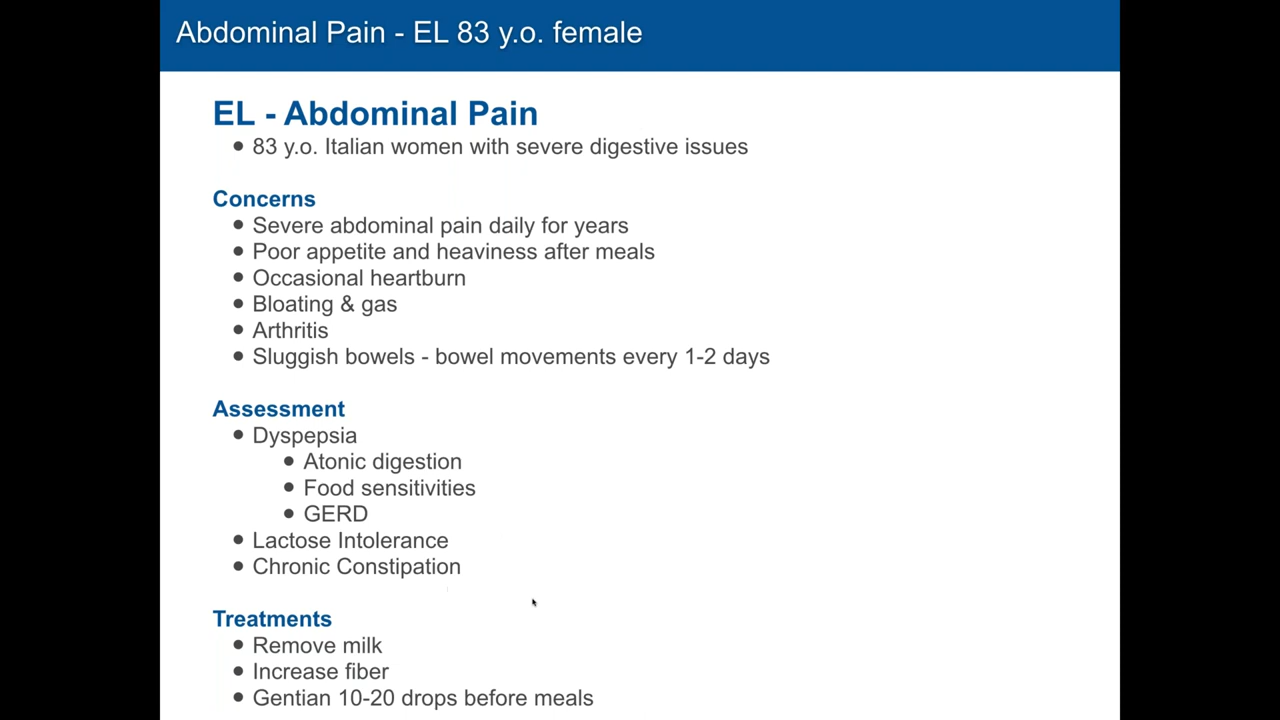 Abdominal Pain - EL 83 y.o. female
EL - Abdominal Pain
● 83 y.o. Italian women with severe digestive issues
Concerns
● Severe abdominal pain daily for years
● Poor appetite and heaviness after meals
● Occasional heartburn
● Bloating & gas
● Arthritis
● Sluggish bowels - bowel movements every 1-2 days
Assessment
● Dyspepsia
● Atonic digestion
● Food sensitivities
● GERD
● Lactose Intolerance
● Chronic Constipation
Treatments
● Remove milk
● Increase fiber
● Gentian 10-20 drops before meals